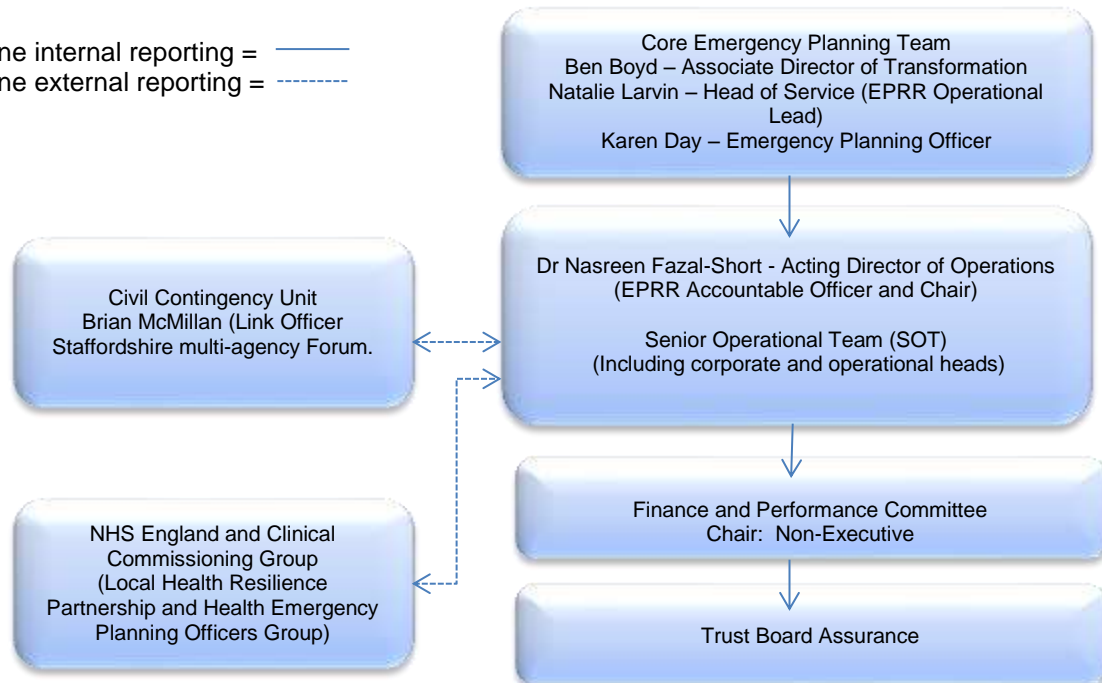 ne internal reporting =
ne external reporting =
Core Emergency Planning Team
Ben Boyd – Associate Director of Transformation
Natalie Larvin – Head of Service (EPRR Operational
Lead)
Karen Day – Emergency Planning Officer
Dr Nasreen Fazal-Short - Acting Director of Operations
(EPRR Accountable Officer and Chair)
Senior Operational Team (SOT)
(Including corporate and operational heads)
Civil Contingency Unit
Brian McMillan (Link Officer
Staffordshire multi-agency Forum.
NHS England and Clinical
Commissioning Group
(Local Health Resilience
Partnership and Health Emergency
Planning Officers Group)
Finance and Performance Committee
Chair:  Non-Executive
Trust Board Assurance